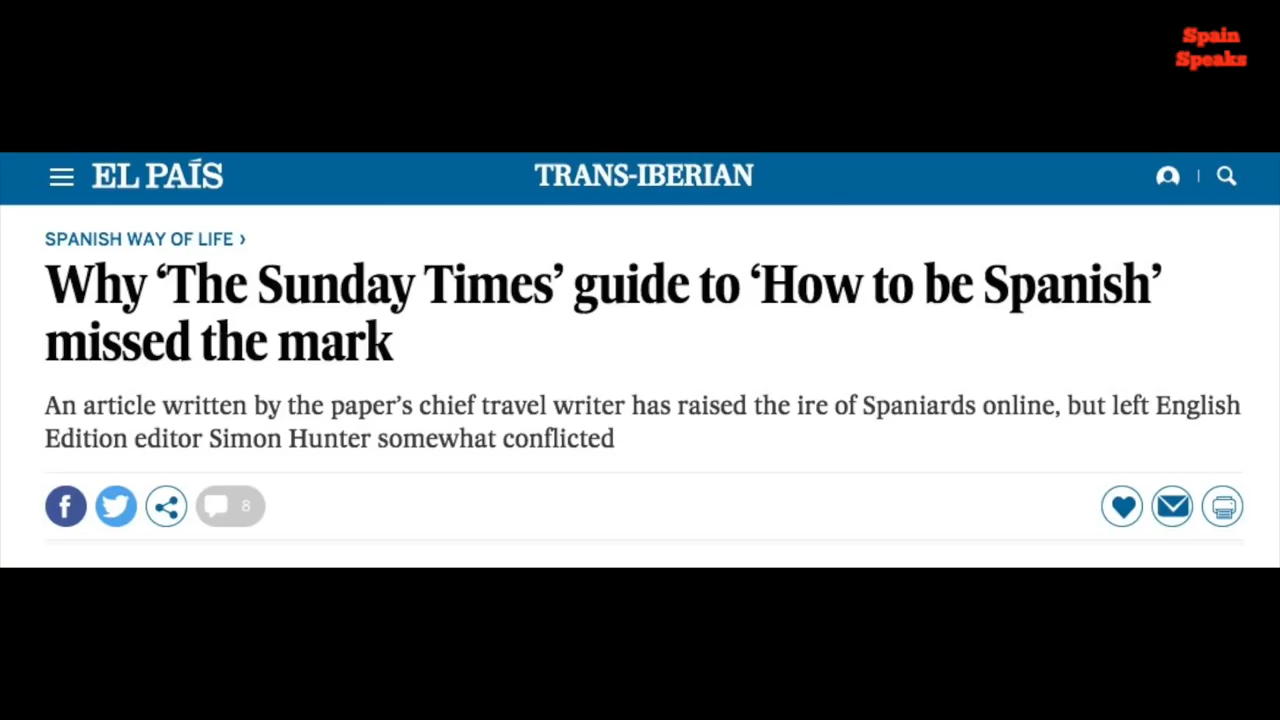 Spain
Speaks
EL PAÍS
TRANS-IBERIAN
SPANISH WAY OF LIFE ›
Why ‘The Sunday Times’ guide to ‘How to be Spanish’
missed the mark
An article written by the paper’s chief travel writer has raised the ire of Spaniards online, but left English
Edition editor Simon Hunter somewhat conflicted
8